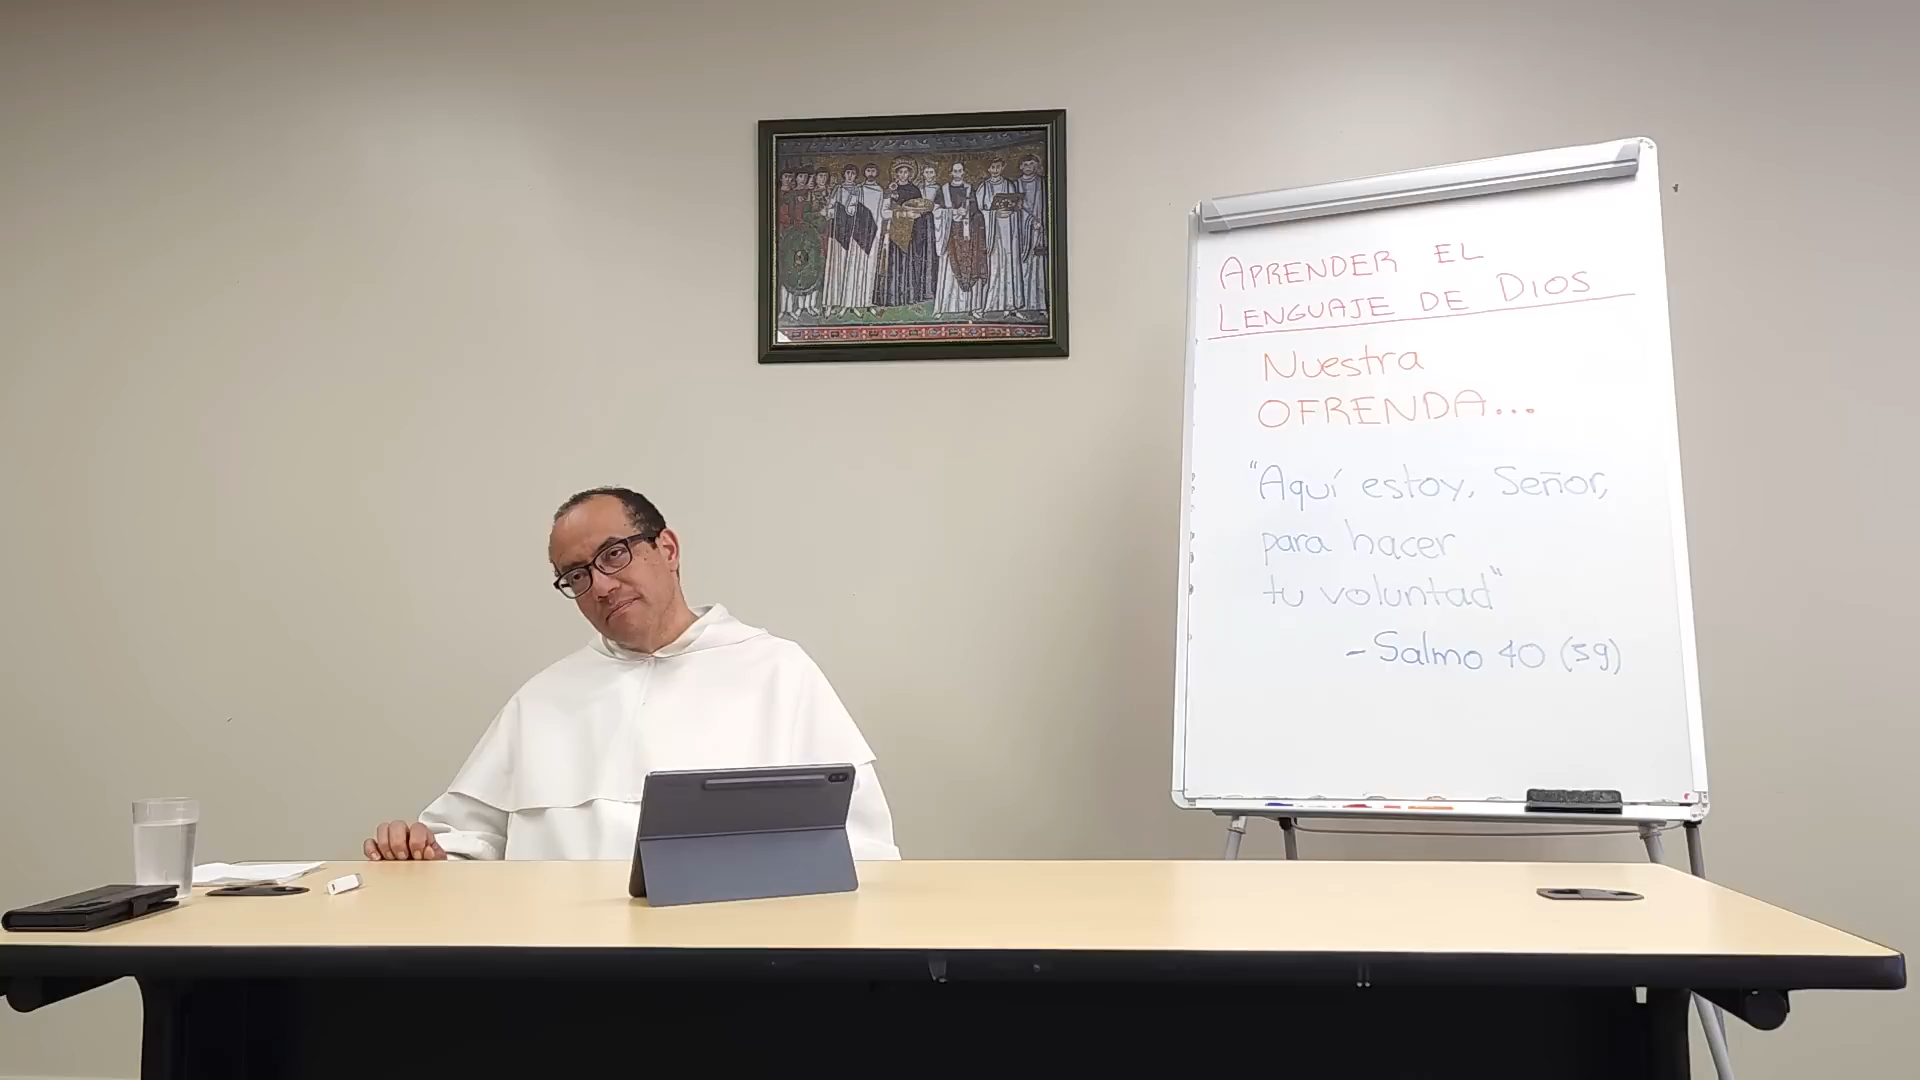 APRENDER EL
LENGUAJE DE DIOS
Nuestra
OFRENDA...
"Aquí estoy, Señor,
para hacer
tu voluntad"
- Salmo 40 (39)